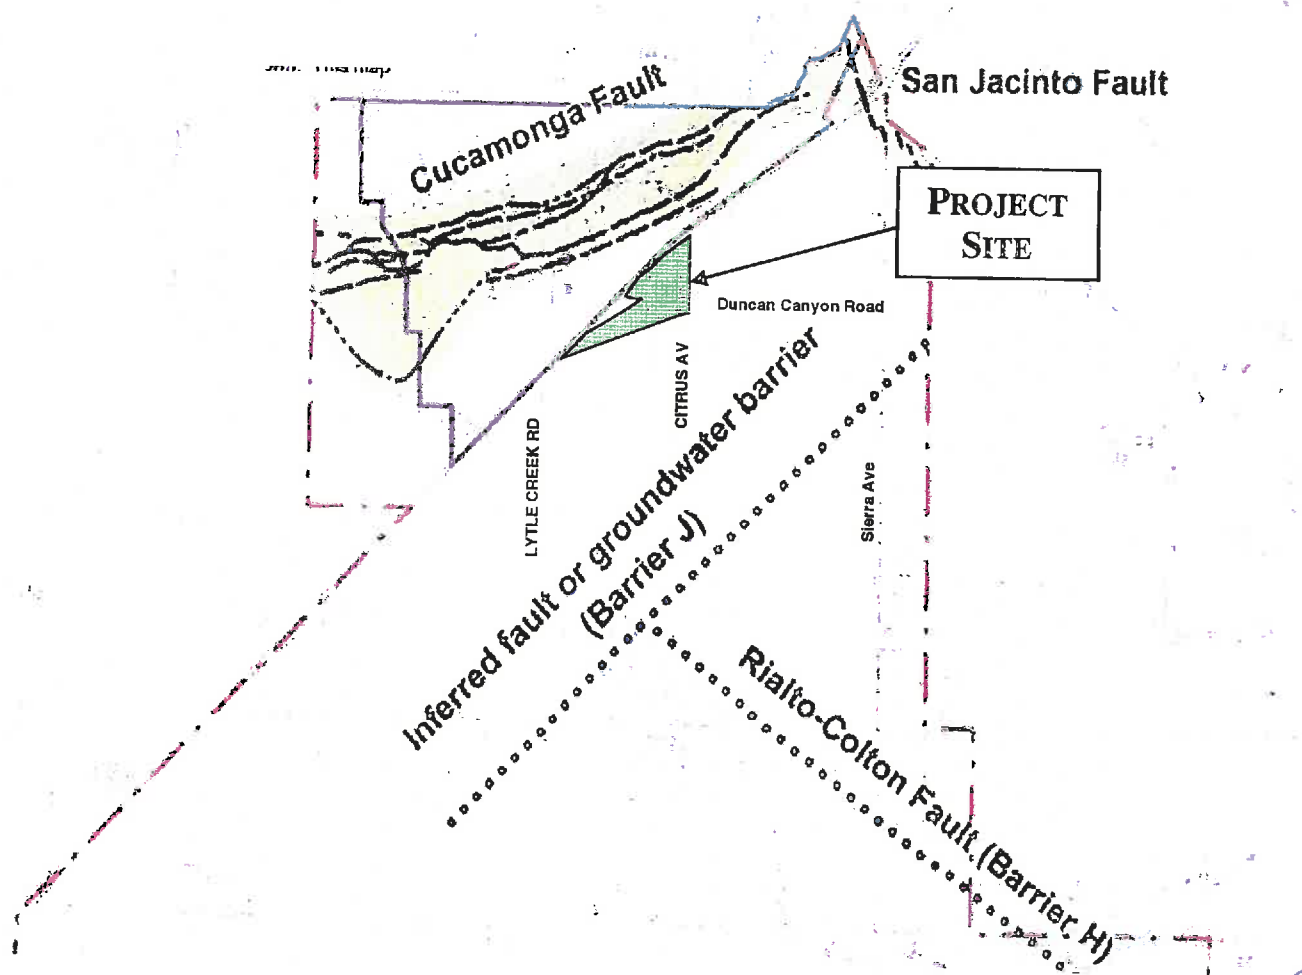 Cucamonga Fault
San Jacinto Fault
PROJECT
SITE
Duncan Canyon Road
CITRUS AV
LYTLE CREEK RD
Sierra Ave
Inferred fault or groundwater barrier
(Barrier J)
Rialto-Colton Fault (Barrier H)